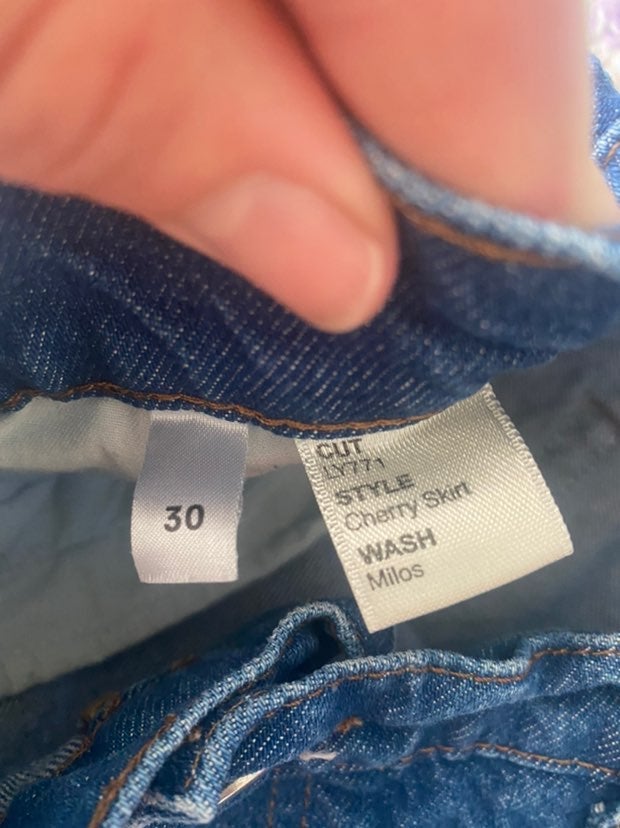 30
CUT
LY771
STYLE
Cherry Skirt
WASH
Milos